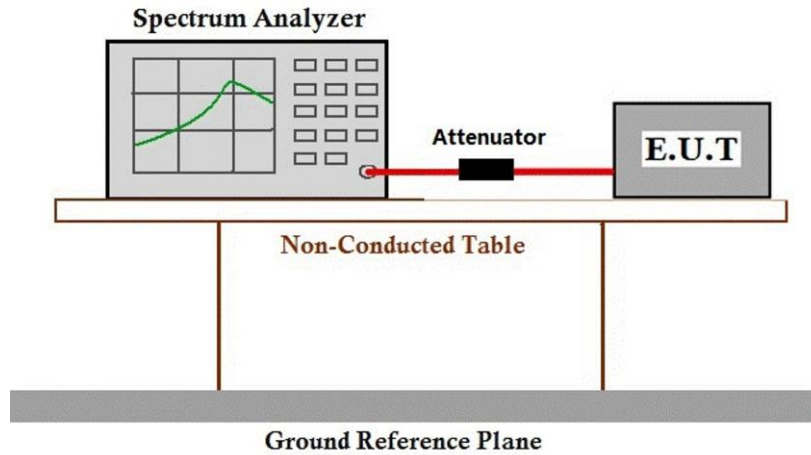 Spectrum Analyzer
Attenuator
E.U.T
Non-Conducted Table
Ground Reference Plane